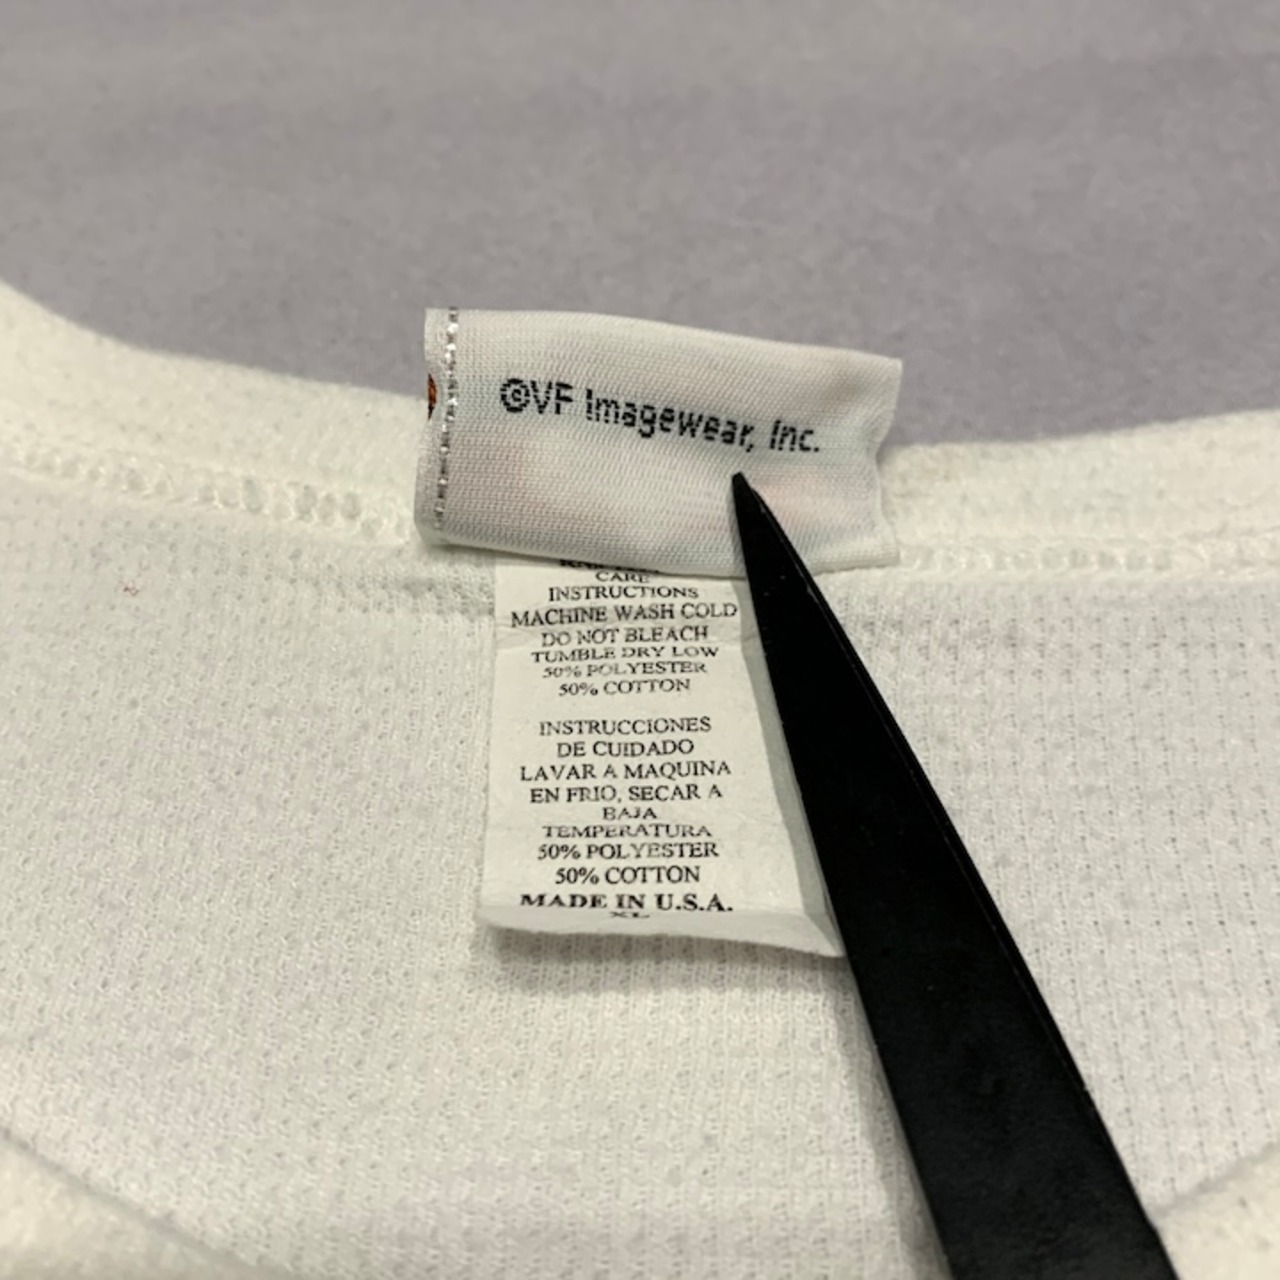 ©VF Imagewear, Inc.
CARE
INSTRUCTIONS
MACHINE WASH COLD
DO NOT BLEACH
TUMBLE DRY LOW
50% POLYESTER
50% COTTON
INSTRUCCIONES
DE CUIDADO
LAVAR A MAQUINA
EN FRIO, SECAR A
BAJA
TEMPERATURA
50% POLYESTER
50% COTTON
MADE IN U.S.A.
XL